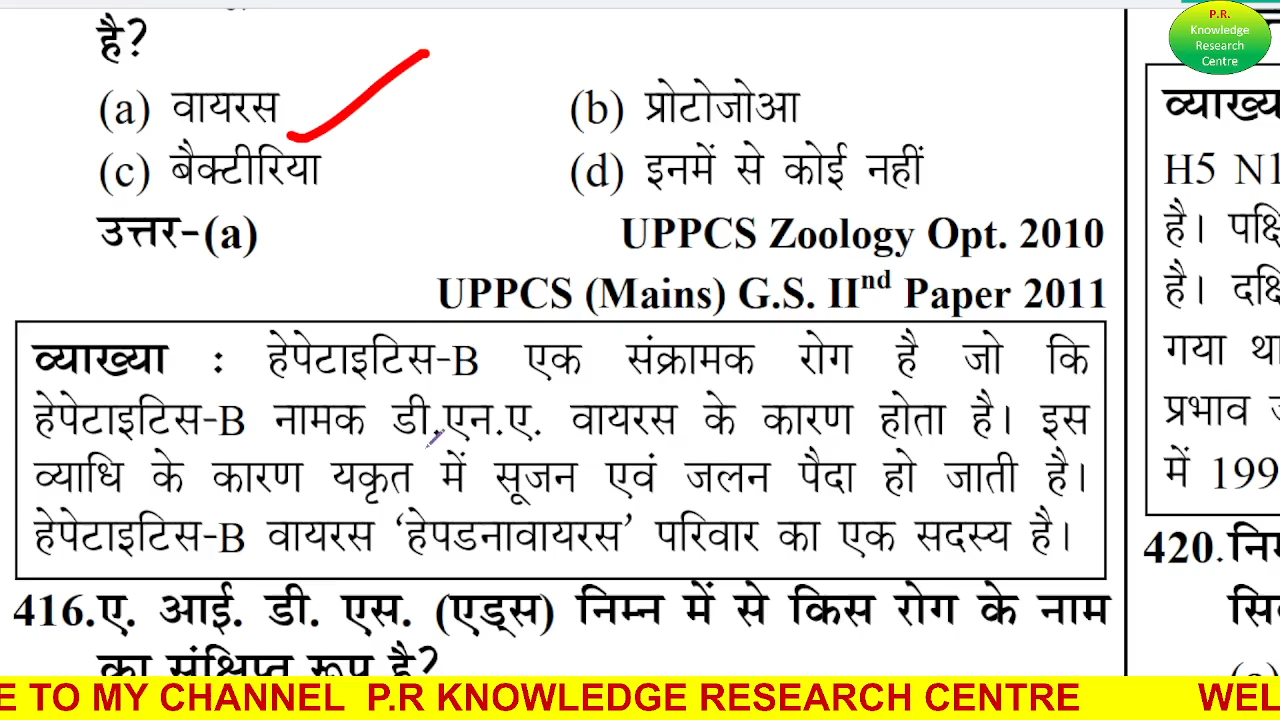 है?
(a) वायरस (b) प्रोटोजोआ
(c) बैक्टीरिया (d) इनमें से कोई नहीं
उत्तर-(a) UPPCS Zoology Opt. 2010
UPPCS (Mains) G.S. IInd Paper 2011
व्याख्या : हेपेटाइटिस-B एक संक्रामक रोग है जो कि
हेपेटाइटिस-B नामक डी.एन.ए. वायरस के कारण होता है। इस
व्याधि के कारण यकृत में सूजन एवं जलन पैदा हो जाती है।
हेपेटाइटिस-B वायरस ‘हेपडनावायरस’ परिवार का एक सदस्य है।
416. ए. आई. डी. एस. (एड्स) निम्न में से किस रोग के नाम
का संक्षिप्त रूप है?
P.R.
Knowledge
Research
Centre
व्याख्या
H5 N1
है।
है।
गया
प्रभाव
में 199
420.
E TO MY CHANNEL P.R KNOWLEDGE RESEARCH CENTRE WEL